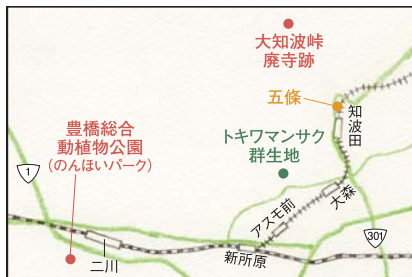 大知波峠
廃寺跡
五條
知波田
豊橋総合
動植物公園
(のんほいパーク)
トキワマンサク
群生地
1
大森
アスモ前
301
新所原
二川